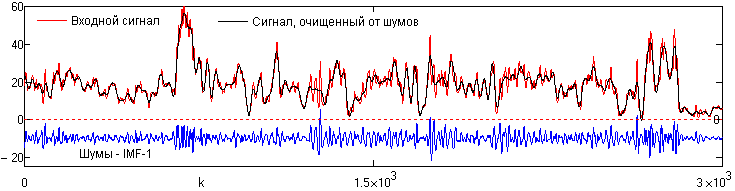 60
Входной сигнал
Сигнал, очищенный от шумов
40
20
0
0
Шумы - IMF-1
− 20
0
k
1.5×10³
3×10³